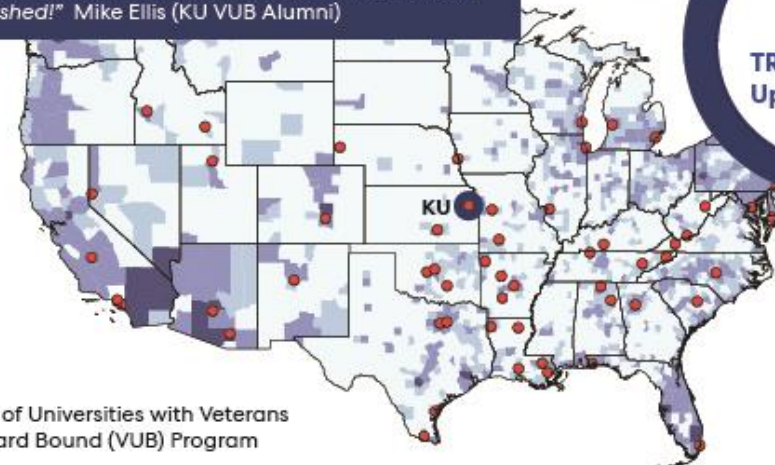 shed!” Mike Ellis (KU VUB Alumni)
TR
Up
KU
of Universities with Veterans
ard Bound (VUB) Program